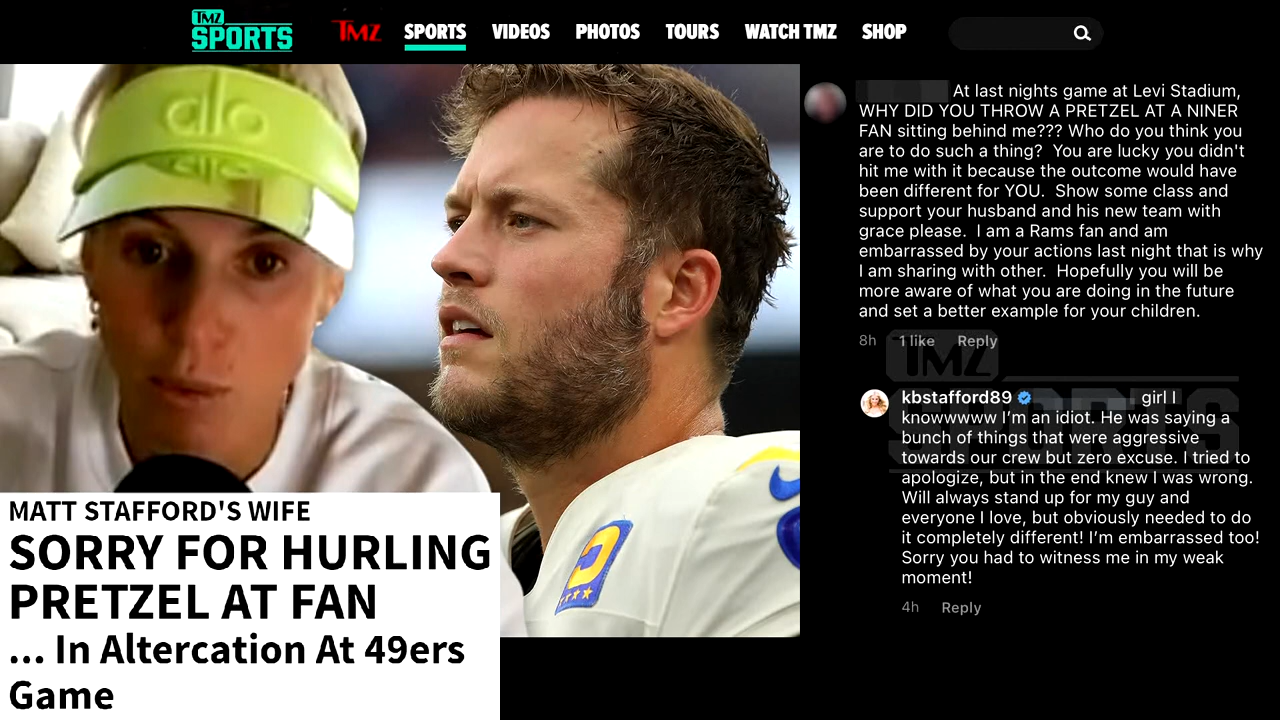 TMZ
SPORTS
TMZ SPORTS VIDEOS PHOTOS TOURS WATCH TMZ SHOP
alo
MATT STAFFORD'S WIFE
SORRY FOR HURLING
PRETZEL AT FAN
... In Altercation At 49ers
Game
At last nights game at Levi Stadium,
WHY DID YOU THROW A PRETZEL AT A NINER
FAN sitting behind me??? Who do you think you
are to do such a thing? You are lucky you didn't
hit me with it because the outcome would have
been different for YOU. Show some class and
support your husband and his new team with
grace please. I am a Rams fan and am
embarrassed by your actions last night that is why
I am sharing with other. Hopefully you will be
more aware of what you are doing in the future
and set a better example for your children.
8h 1 like Reply
TMZ
SPORTS
kbstafford89 girl I
knowwwww I'm an idiot. He was saying a
bunch of things that were aggressive
towards our crew but zero excuse. I tried to
apologize, but in the end knew I was wrong.
Will always stand up for my guy and
everyone I love, but obviously needed to do
it completely different! I'm embarrassed too!
Sorry you had to witness me in my weak
moment!
4h Reply